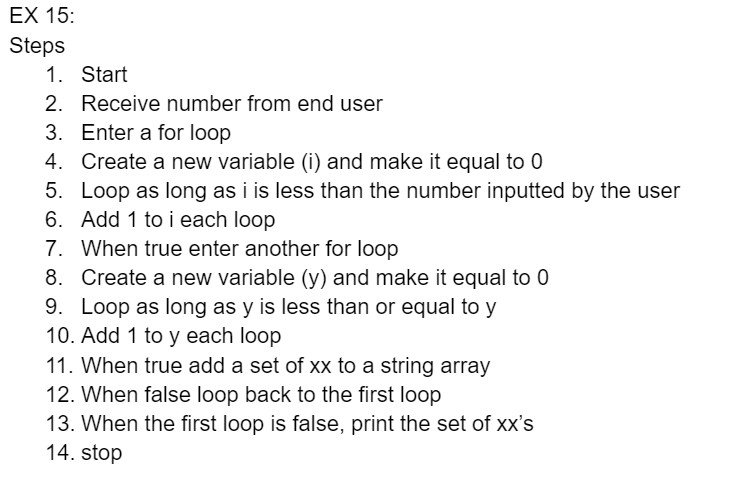 EX 15:
Steps
1. Start
2. Receive number from end user
3. Enter a for loop
4. Create a new variable (i) and make it equal to 0
5. Loop as long as i is less than the number inputted by the user
6. Add 1 to i each loop
7. When true enter another for loop
8. Create a new variable (y) and make it equal to 0
9. Loop as long as y is less than or equal to y
10. Add 1 to y each loop
11. When true add a set of xx to a string array
12. When false loop back to the first loop
13. When the first loop is false, print the set of xx’s
14. stop